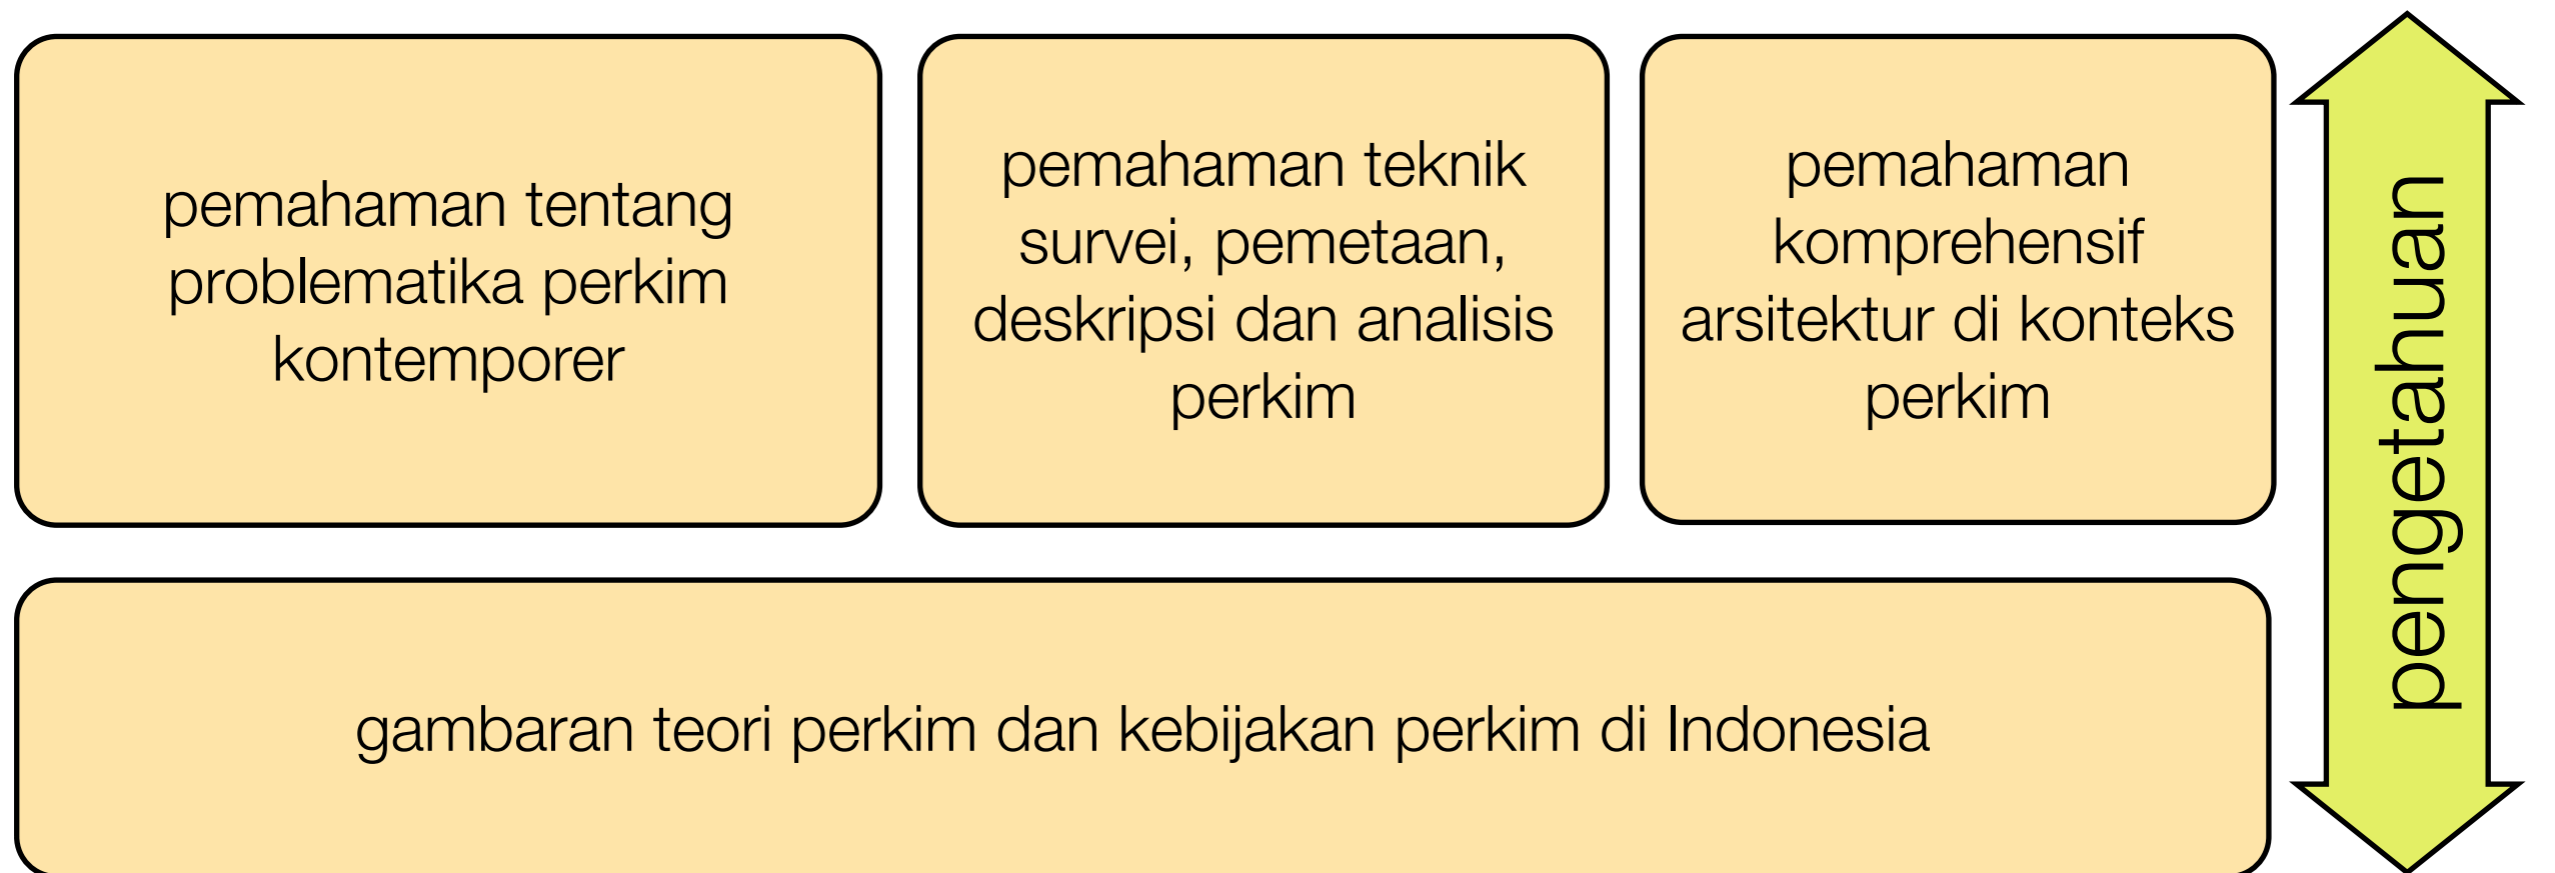 pemahaman tentang
problematika perkim
kontemporer
pemahaman teknik
survei, pemetaan,
deskripsi dan analisis
perkim
pemahaman
komprehensif
arsitektur di konteks
perkim
gambaran teori perkim dan kebijakan perkim di Indonesia
pengetahuan